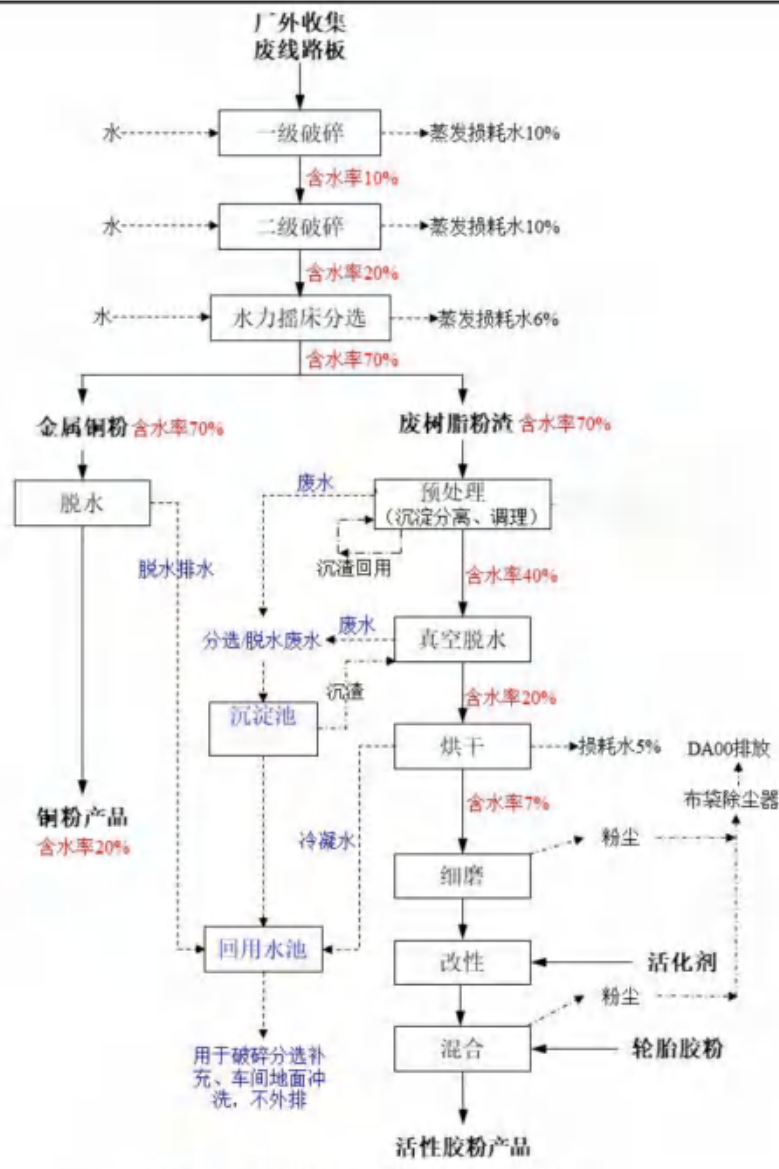 厂外收集
废线路板
水
一级破碎
蒸发损耗水10%
含水率10%
水
二级破碎
蒸发损耗水10%
含水率20%
水
水力摇床分选
蒸发损耗水6%
含水率70%
金属铜粉 含水率70%
废树脂粉渣 含水率70%
脱水
废水
预处理
（沉淀分离、调理）
脱水排水
沉渣回用
含水率40%
分选/脱水废水
废水
真空脱水
沉渣
含水率20%
沉淀池
烘干
损耗水5%
DA00排放
含水率7%
布袋除尘器
铜粉产品
含水率20%
冷凝水
粉尘
细磨
回用水池
改性
活化剂
粉尘
混合
轮胎胶粉
用于破碎分选补
充、车间地面冲
洗，不外排
活性胶粉产品